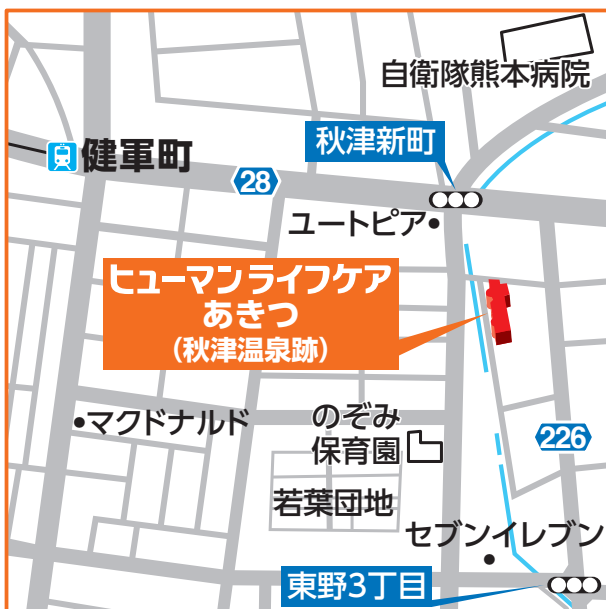 自衛隊熊本病院
秋津新町
健軍町
28
ユートピア
ヒューマンライフケア
あきつ
(秋津温泉跡)
マクドナルド
のぞみ
保育園
226
若葉団地
セブンイレブン
東野3丁目